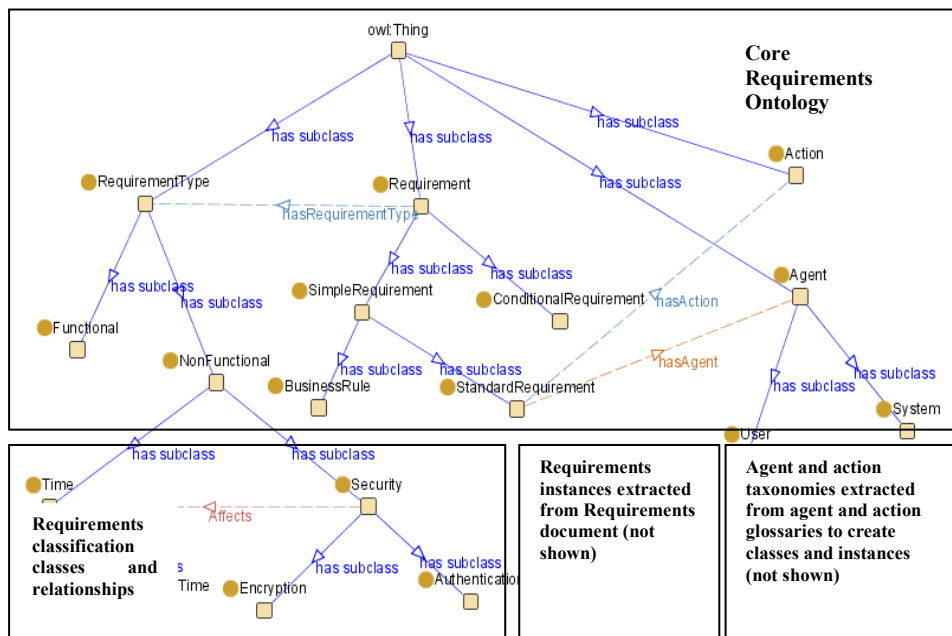 owl:Thing
Core
Requirements
Ontology
has subclass
has subclass
has subclass
has subclass
Action
RequirementType
Requirement
hasRequirementType
Agent
has subclass
has subclass
has subclass
has subclass
SimpleRequirement
ConditionalRequirement
hasAction
Functional
NonFunctional
has subclass
has subclass
hasAgent
BusinessRule
StandardRequirement
has subclass
has subclass
System
User
has subclass
has subclass
Time
Security
Affects
Requirements
classification
classes and
relationships
has subclass
has subclass
Time
Encryption
Authentication
Requirements
instances extracted
from Requirements
document (not
shown)
Agent and action
taxonomies extracted
from agent and action
glossaries to create
classes and instances
(not shown)